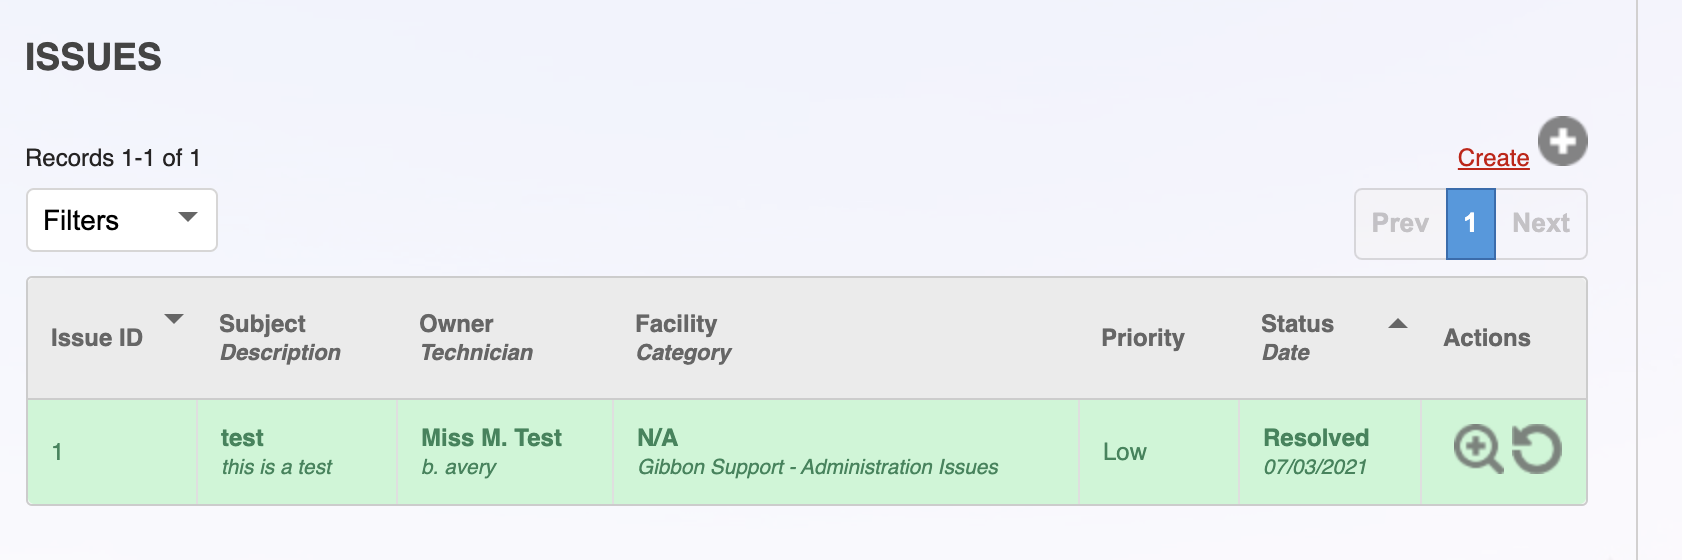 ISSUES
Records 1-1 of 1
Create
Filters
Prev 1 Next
Issue ID
Subject
Description
Owner
Technician
Facility
Category
Priority
Status
Date
Actions
1
test
this is a test
Miss M. Test
b. avery
N/A
Gibbon Support - Administration Issues
Low
Resolved
07/03/2021